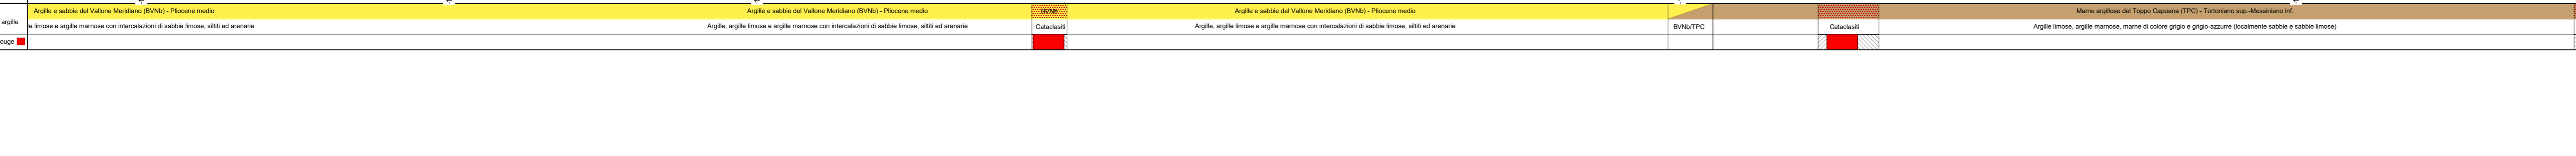 Argille e sabbie del Vallone Meridiano (BVNb) - Pliocene medio Argille e sabbie del Vallone Meridiano (BVNb) - Pliocene medio BVNb Argille e sabbie del Vallone Meridiano (BVNb) - Pliocene medio Marne argillose del Toppo Capuana (TPC) - Tortoniano sup.-Messiniano inf.
argille e limose e argille marnose con intercalazioni di sabbie limose, siltiti ed arenarie Argille, argille limose e argille marnose con intercalazioni di sabbie limose, siltiti ed arenarie Cataclasiti Argille, argille limose e argille marnose con intercalazioni di sabbie limose, siltiti ed arenarie BVNb/TPC Cataclasiti Argille limose, argille marnose, marne di colore grigio e grigio-azzurre (localmente sabbie e sabbie limose)
ouge